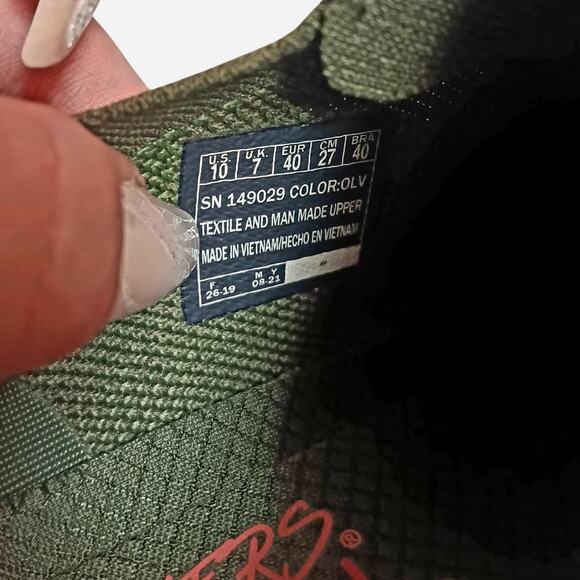 U.S. U.K. EUR CM BRA
10 7 40 27 40
SN 149029 COLOR:OLV
TEXTILE AND MAN MADE UPPER
MADE IN VIETNAM/HECHO EN VIETNAM
F M Y
26-19 08-21
ERS ®